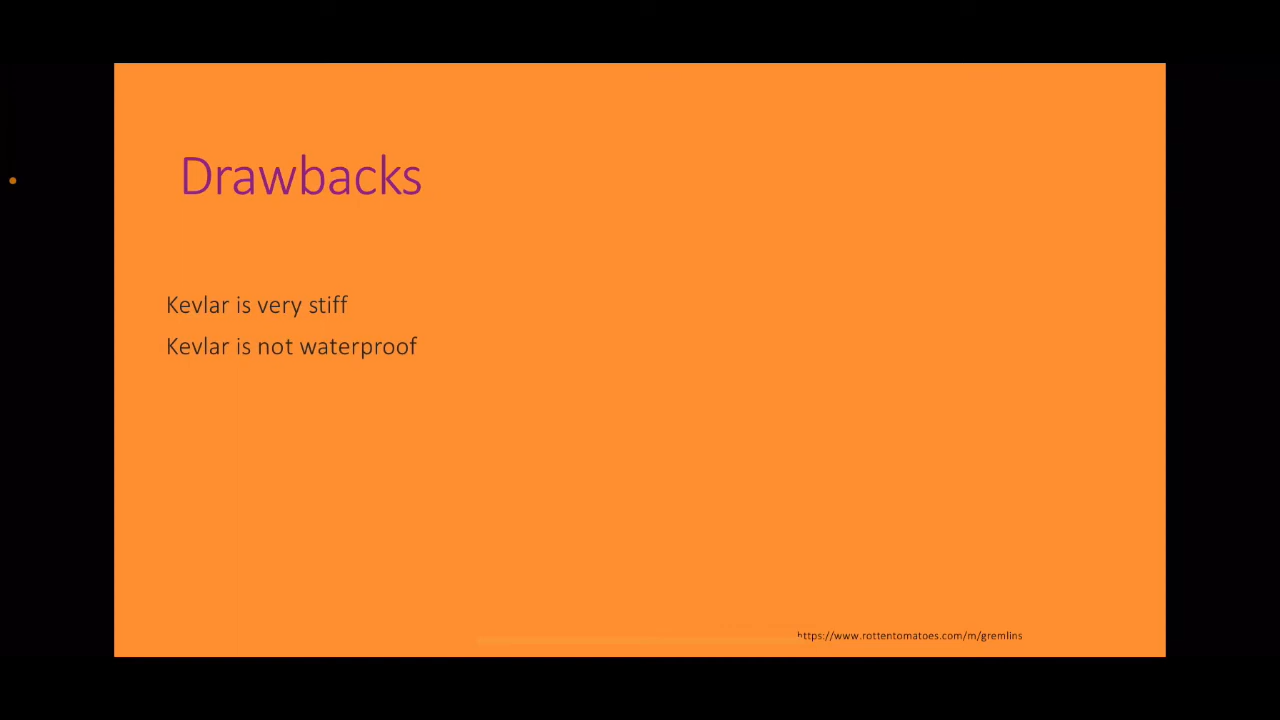 Drawbacks
Kevlar is very stiff
Kevlar is not waterproof
https://www.rottentomatoes.com/m/gremlins